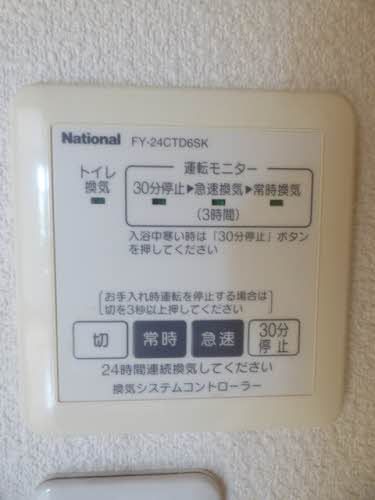 National FY-24CTD6SK
運転モニター
トイレ
換気
30分停止▶急速換気▶常時換気
(3時間)
入浴中寒い時は「30分停止」ボタン
を押してください
[お手入れ時運転を停止する場合は
切を3秒以上押してください]
切 常時 急速 30分
停止
24時間連続換気してください
換気システムコントローラー